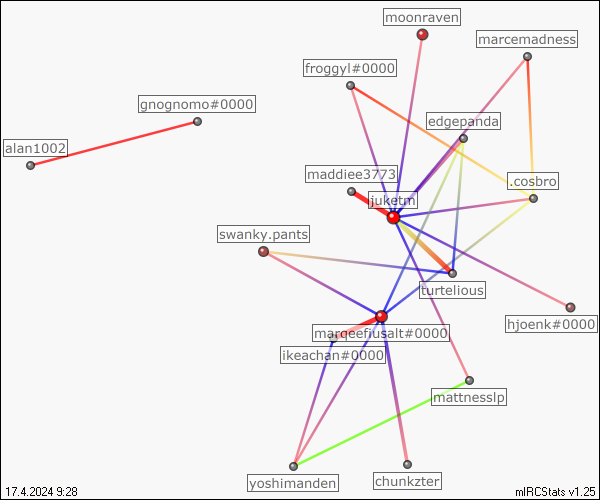 moonraven
marcemadness
froggyl#0000
gnognomo#0000
edgepanda
alan1002
maddiee3773
.cosbro
juketm
swanky.pants
turtelious
hjoenk#0000
marqeefiusalt#0000
ikeachan#0000
mattnesslp
yoshimanden
chunkzter
17.4.2024 9:28
mIRCStats v1.25